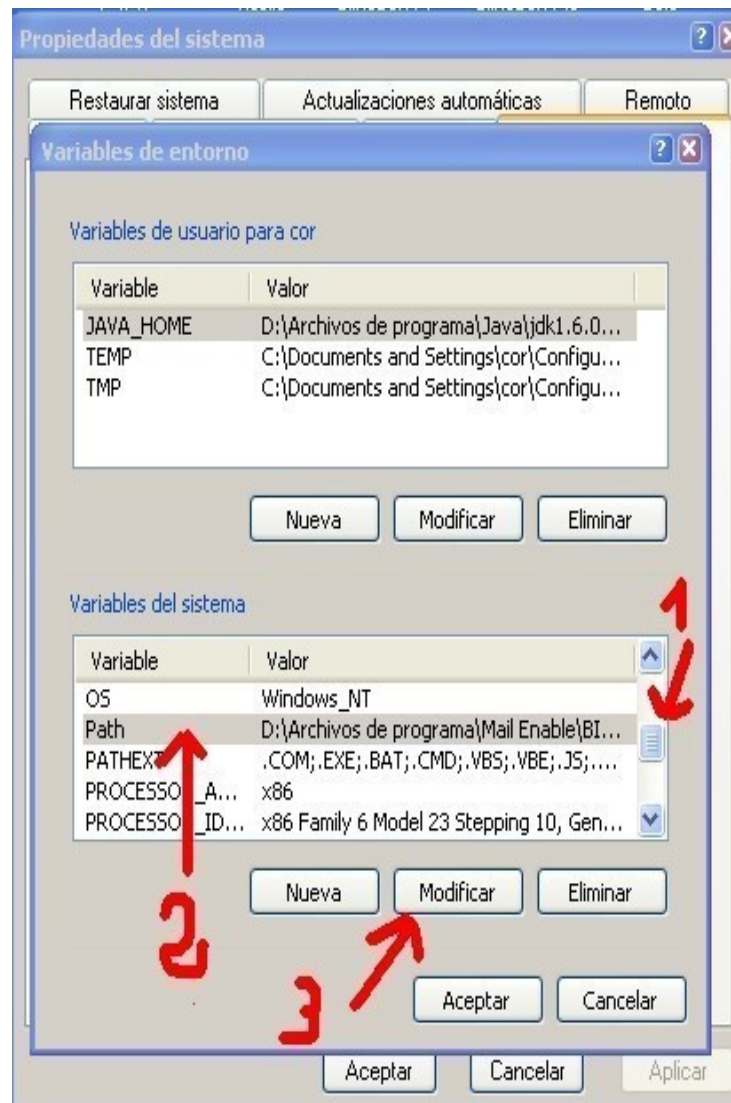 Propiedades del sistema
Restaurar sistema Actualizaciones automáticas Remoto
Variables de entorno
Variables de usuario para cor
Variable Valor
JAVA_HOME D:\Archivos de programa\Java\jdk1.6.0...
TEMP C:\Documents and Settings\cor\Configu...
TMP C:\Documents and Settings\cor\Configu...
Nueva Modificar Eliminar
1
Variables del sistema
Variable Valor
OS Windows_NT
Path D:\Archivos de programa\Mail Enable\BI...
PATHEXT .COM;.EXE;.BAT;.CMD;.VBS;.VBE;.JS;....
PROCESSOR_A... x86
PROCESSOR_ID... x86 Family 6 Model 23 Stepping 10, Gen...
Nueva Modificar Eliminar
2
3
Aceptar Cancelar
Aceptar Cancelar Aplicar